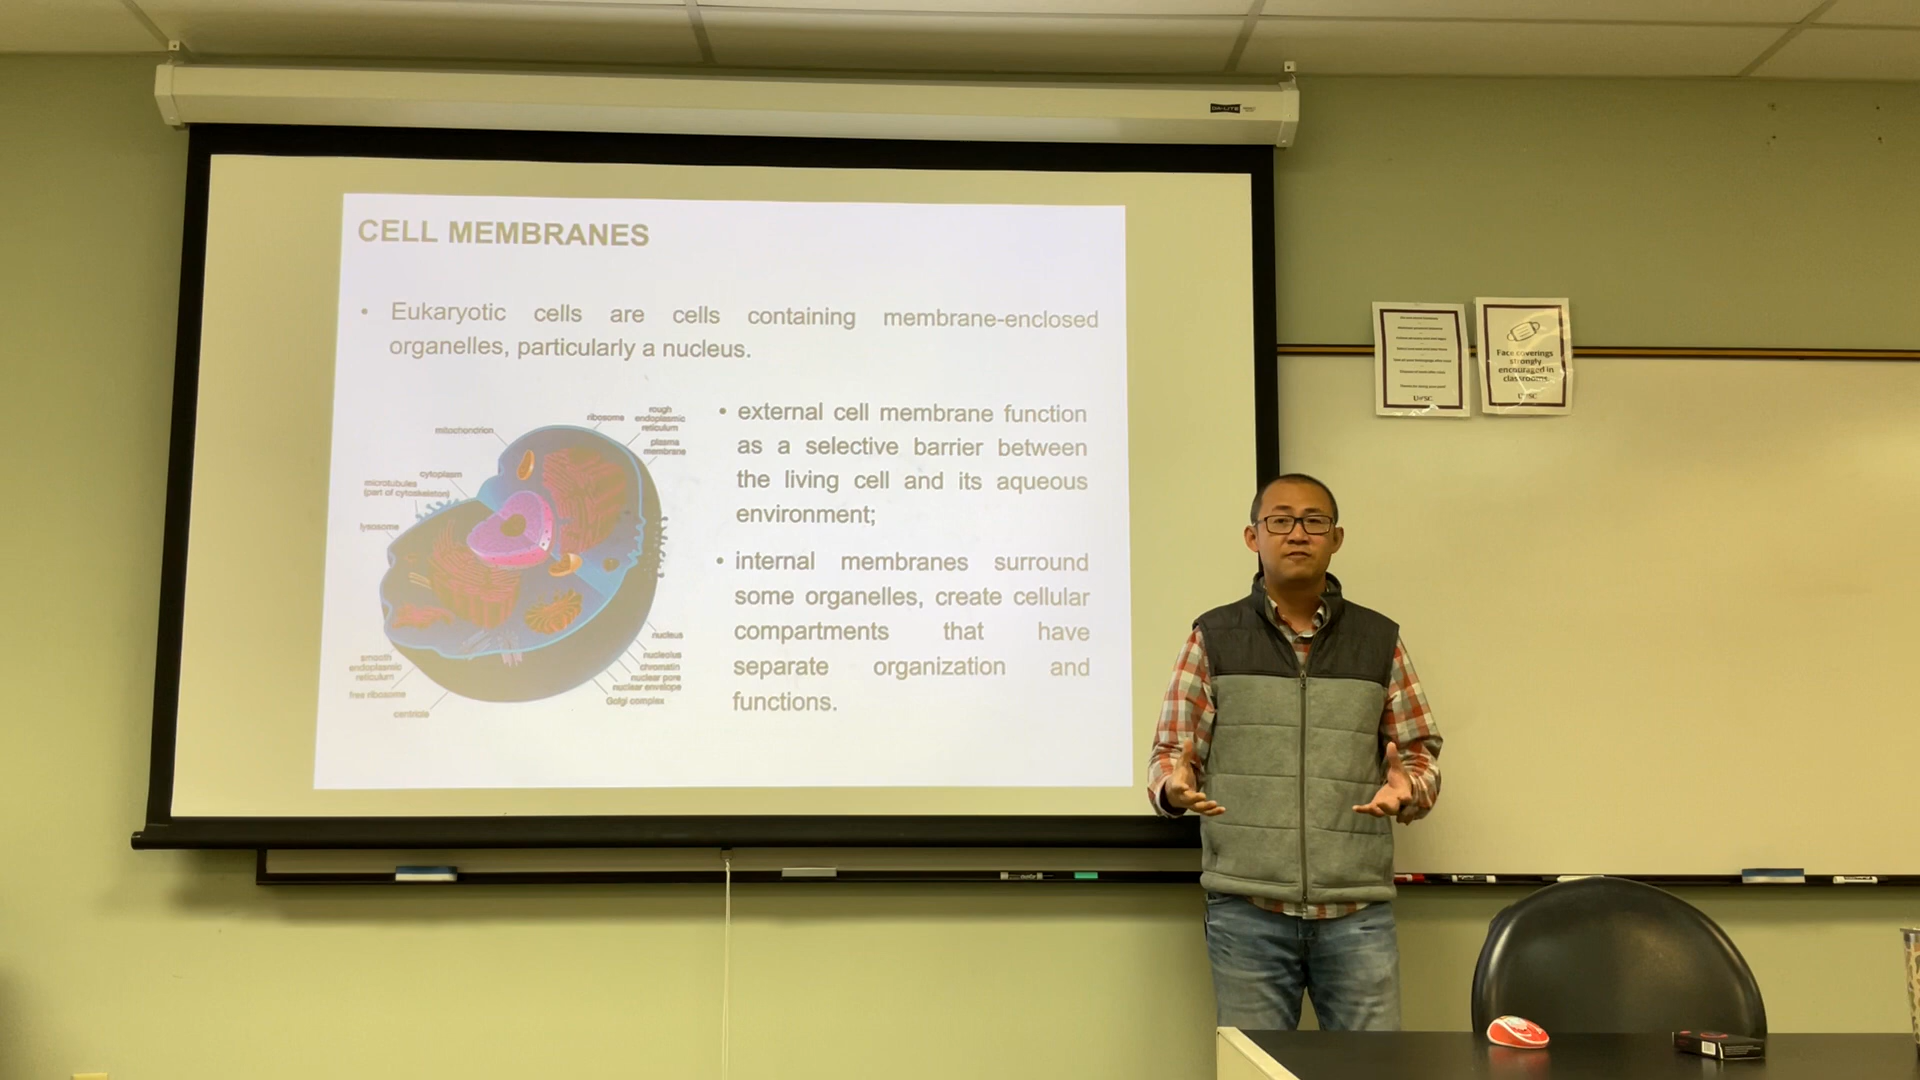 DA-LITE
CELL MEMBRANES
• Eukaryotic cells are cells containing membrane-enclosed
organelles, particularly a nucleus.
• external cell membrane function
as a selective barrier between
the living cell and its aqueous
environment;
• internal membranes surround
some organelles, create cellular
compartments that have
separate organization and
functions.
ribosome
rough
endoplasmic
reticulum
plasma
membrane
mitochondrion
cytoplasm
microtubules
(part of cytoskeleton)
lysosome
smooth
endoplasmic
reticulum
free ribosome
centriole
nucleus
nucleolus
chromatin
nuclear pore
nuclear envelope
Golgi complex
Face coverings
strongly
encouraged in
classrooms.